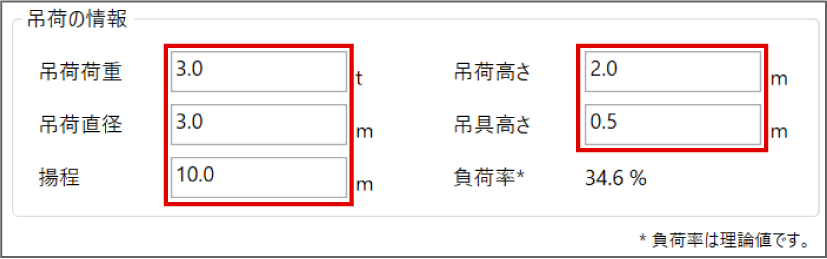 吊荷の情報
吊荷荷重 3.0 t 吊荷高さ 2.0 m
吊荷直径 3.0 m 吊具高さ 0.5 m
揚程 10.0 m 負荷率* 34.6 %
* 負荷率は理論値です。